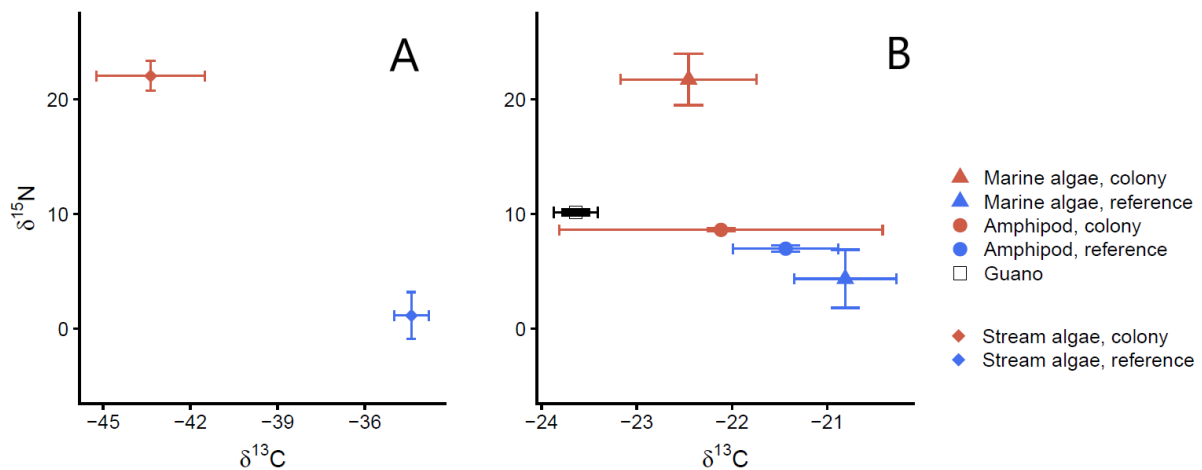 A
B
δ15N
20
10
0
20
10
0
−45
−42
−39
−36
−24
−23
−22
−21
δ13C
δ13C
Marine algae, colony
Marine algae, reference
Amphipod, colony
Amphipod, reference
Guano
Stream algae, colony
Stream algae, reference